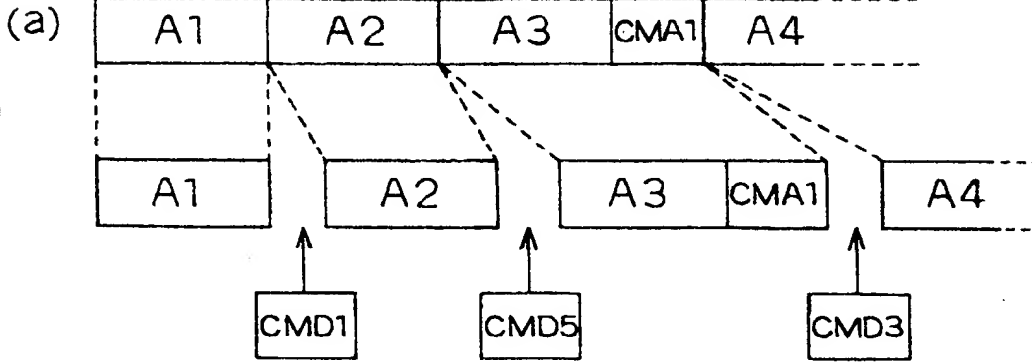 (a) A1 A2 A3 CMA1 A4
A1 A2 A3 CMA1 A4
CMD1 CMD5 CMD3